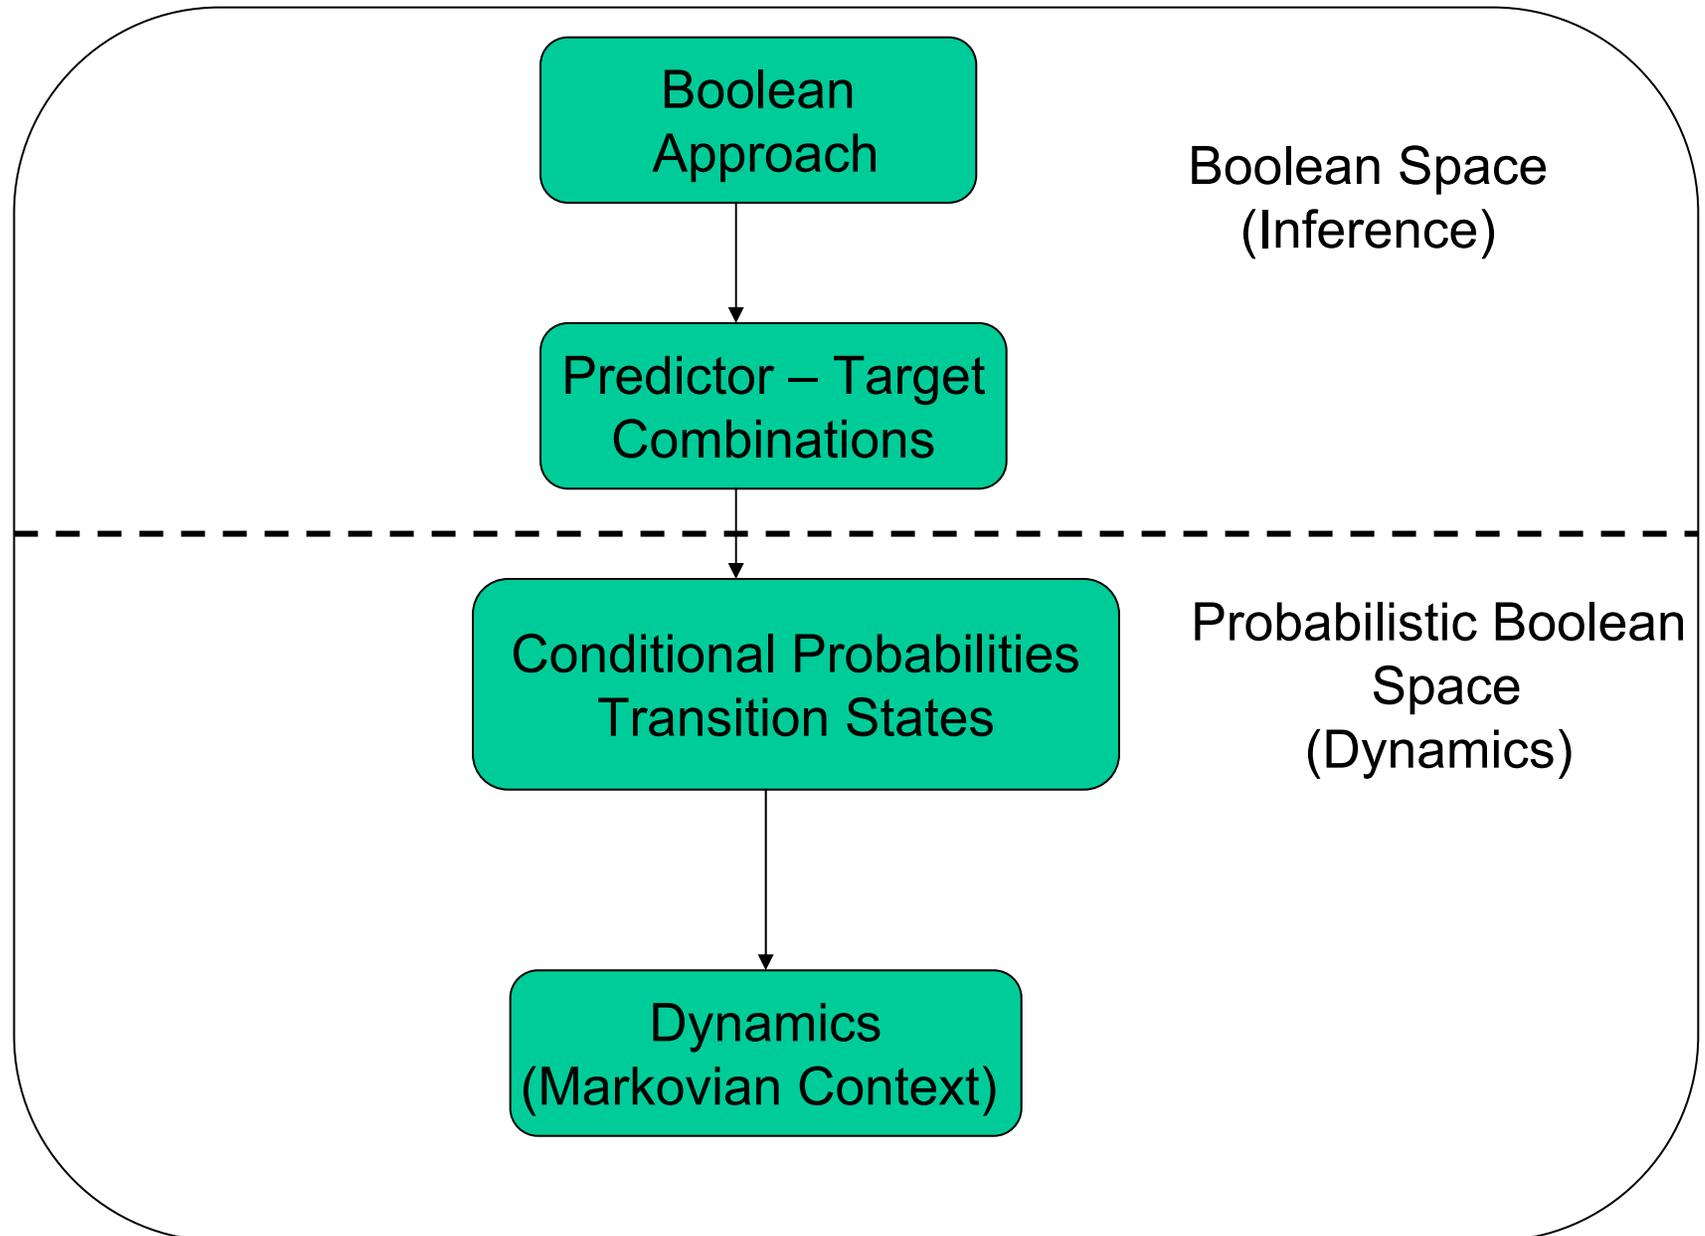 Boolean
Approach
Boolean Space
(Inference)
Predictor – Target
Combinations
Conditional Probabilities
Transition States
Probabilistic Boolean
Space
(Dynamics)
Dynamics
(Markovian Context)